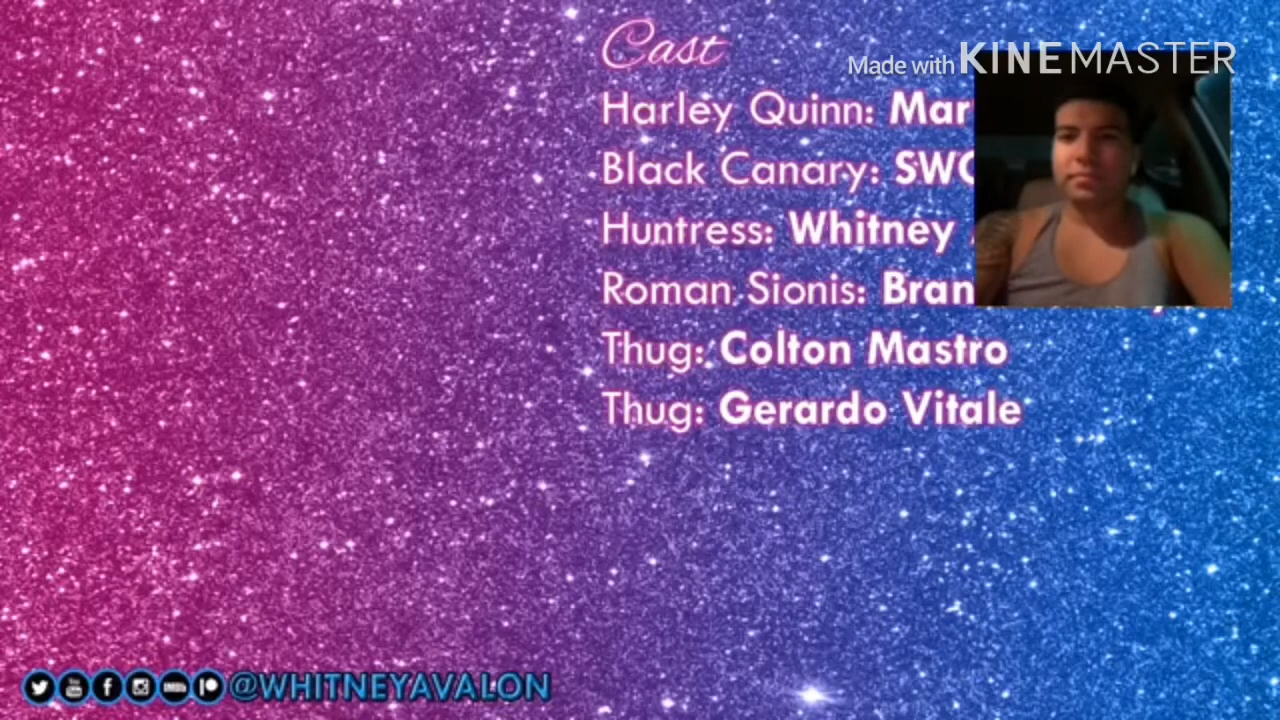 Cast
Made with KINEMASTER
Harley Quinn: Mar
Black Canary: SWO
Huntress: Whitney
Roman Sionis: Bran
Thug: Colton Mastro
Thug: Gerardo Vitale
@WHITNEYAVALON